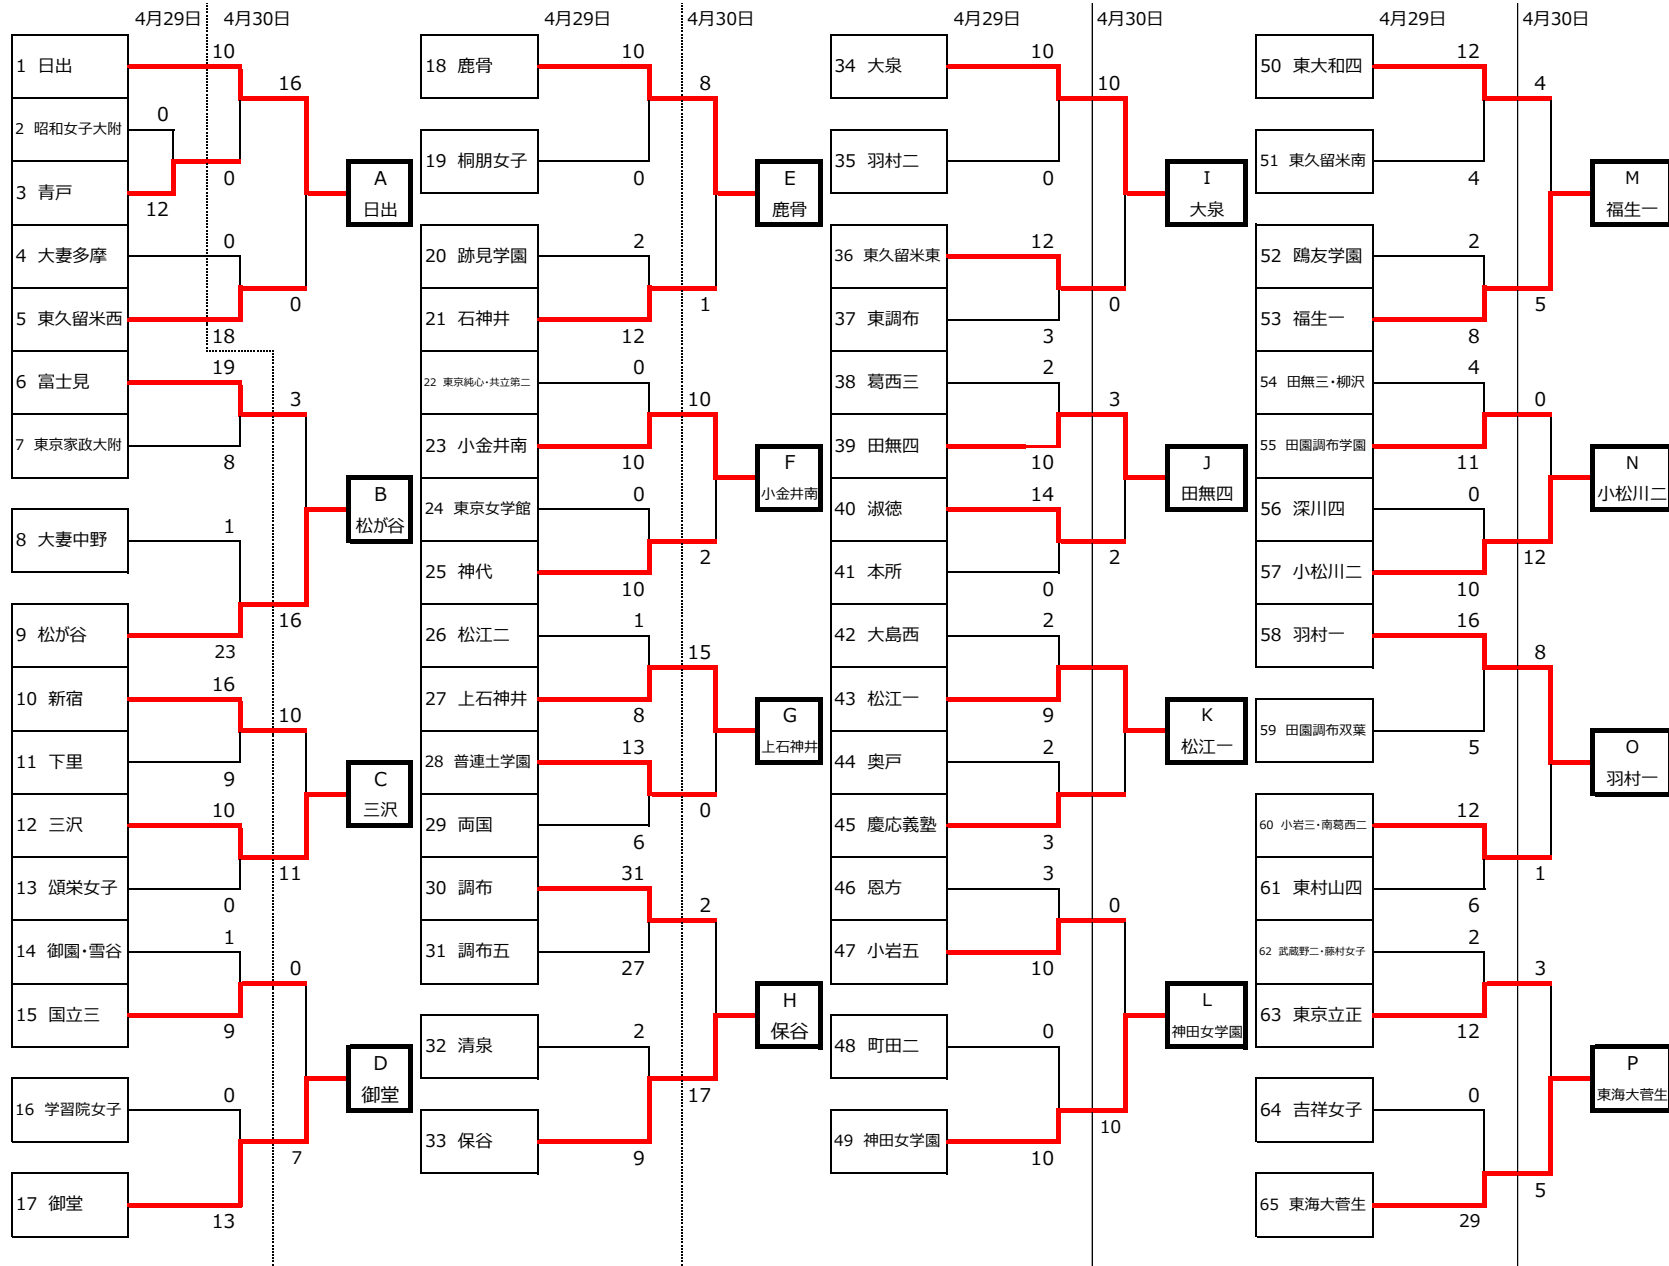 4月29日 4月30日
10
1 日出
16
2 昭和女子大附
0
3 青戸
0
12
A
日出
4 大妻多摩
0
5 東久留米西
0
18
6 富士見
19
3
7 東京家政大附
8
B
松が谷
8 大妻中野
1
16
9 松が谷
23
10 新宿
16
10
11 下里
9
C
三沢
12 三沢
10
11
13 頌栄女子
0
14 御園・雪谷
1
0
15 国立三
9
D
御堂
16 学習院女子
0
7
17 御堂
13
4月29日 4月30日
18 鹿骨
10
8
19 桐朋女子
0
E
鹿骨
20 跡見学園
2
1
21 石神井
12
22 東京純心・共立第二
0
10
23 小金井南
10
F
小金井南
24 東京女学館
0
2
25 神代
10
26 松江二
1
15
27 上石神井
8
G
上石神井
28 普連土学園
13
0
29 両国
6
30 調布
31
2
31 調布五
27
H
保谷
32 清泉
2
17
33 保谷
9
4月29日 4月30日
34 大泉
10
10
35 羽村二
0
I
大泉
36 東久留米東
12
0
37 東調布
3
38 葛西三
2
3
39 田無四
10
J
田無四
40 淑徳
14
2
41 本所
0
42 大島西
2
43 松江一
9
K
松江一
44 奥戸
2
45 慶応義塾
3
46 恩方
3
0
47 小岩五
10
L
神田女学園
48 町田二
0
10
49 神田女学園
10
4月29日 4月30日
50 東大和四
12
4
51 東久留米南
4
M
福生一
52 鴎友学園
2
5
53 福生一
8
54 田無三・柳沢
4
0
55 田園調布学園
11
N
小松川二
56 深川四
0
12
57 小松川二
10
58 羽村一
16
8
59 田園調布双葉
5
O
羽村一
60 小岩三・南葛西二
12
1
61 東村山四
6
62 武蔵野二・藤村女子
2
3
63 東京立正
12
P
東海大菅生
64 吉祥女子
0
5
65 東海大菅生
29